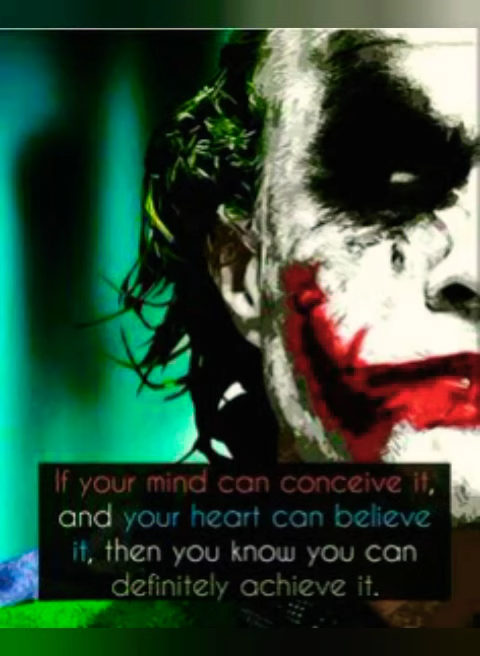 If your mind can conceive it,
and your heart can believe
it, then you know you can
definitely achieve it.